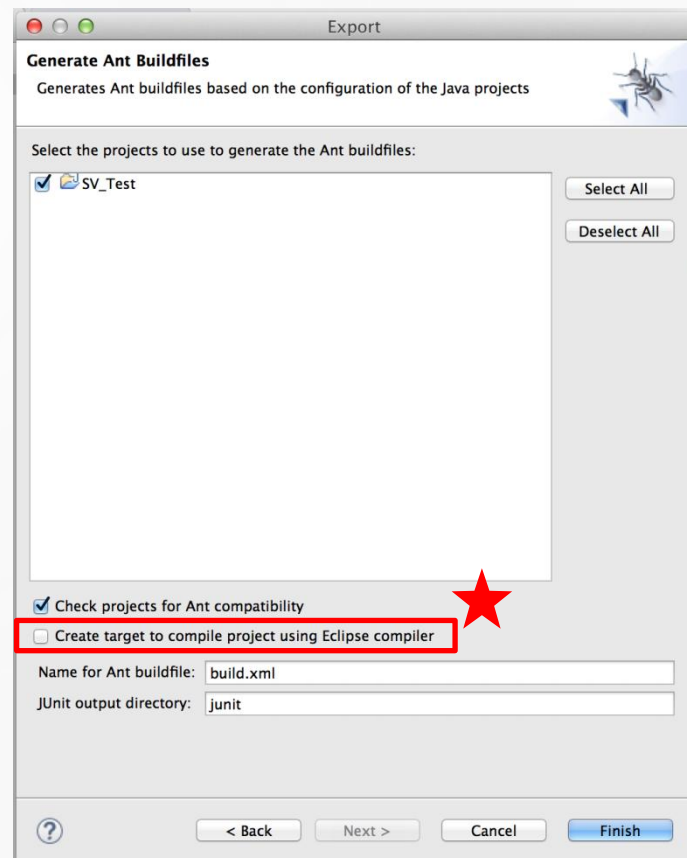 Export
Generate Ant Buildfiles
Generates Ant buildfiles based on the configuration of the Java projects
Select the projects to use to generate the Ant buildfiles:
SV_Test
Select All
Deselect All
Check projects for Ant compatibility
Create target to compile project using Eclipse compiler
Name for Ant buildfile: build.xml
JUnit output directory: junit
? < Back Next > Cancel Finish